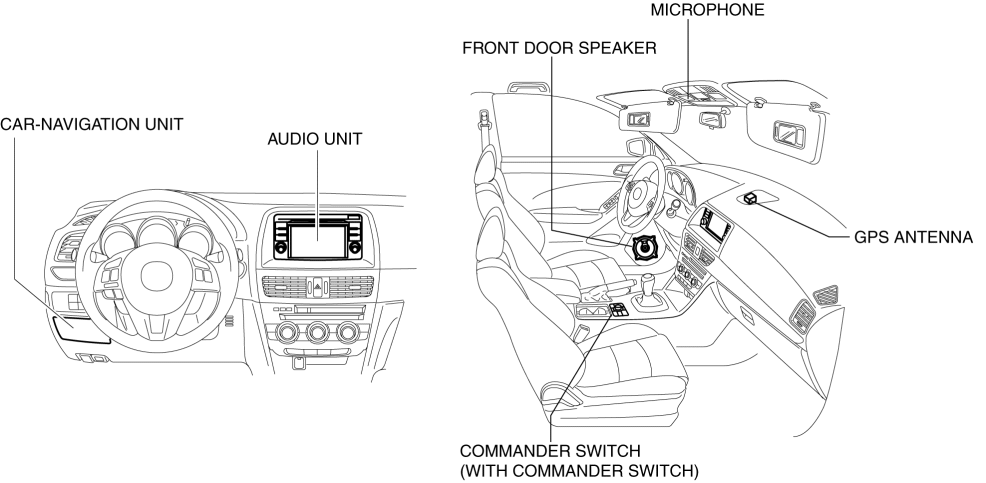 MICROPHONE
FRONT DOOR SPEAKER
CAR-NAVIGATION UNIT
AUDIO UNIT
GPS ANTENNA
COMMANDER SWITCH
(WITH COMMANDER SWITCH)